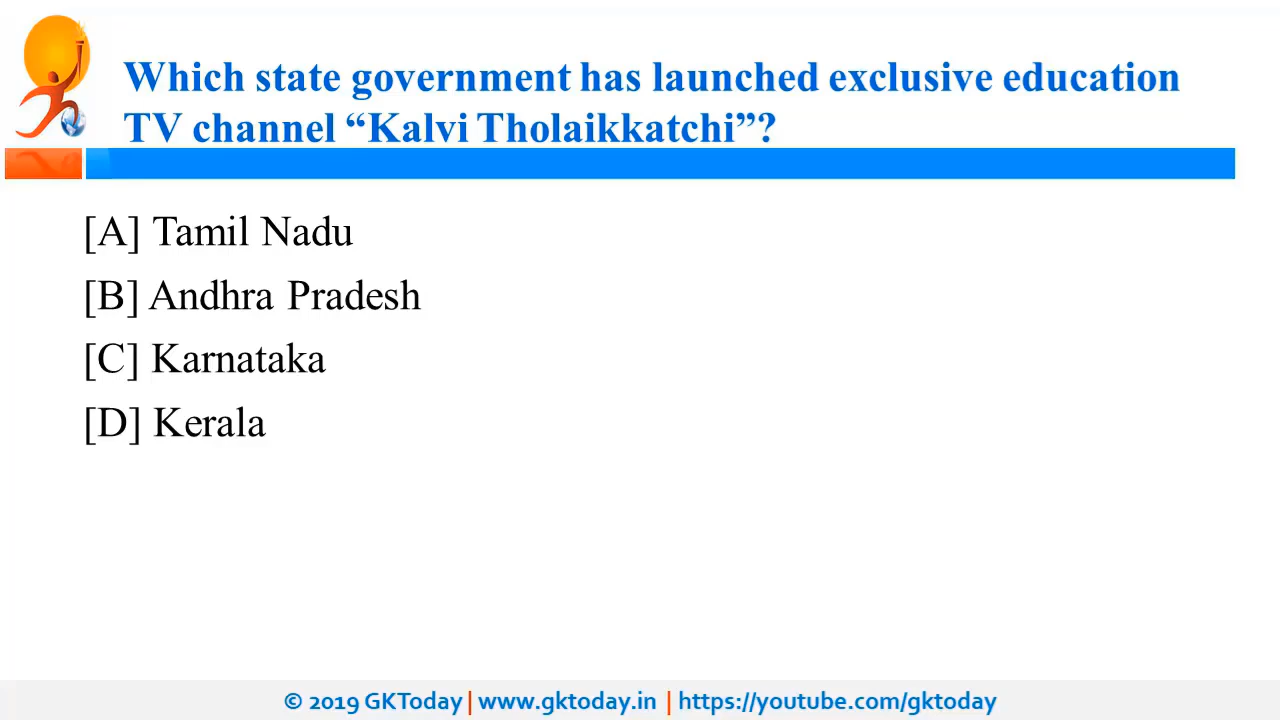 Which state government has launched exclusive education
TV channel “Kalvi Tholaikkatchi”?
[A] Tamil Nadu
[B] Andhra Pradesh
[C] Karnataka
[D] Kerala
© 2019 GKToday | www.gktoday.in | https://youtube.com/gktoday